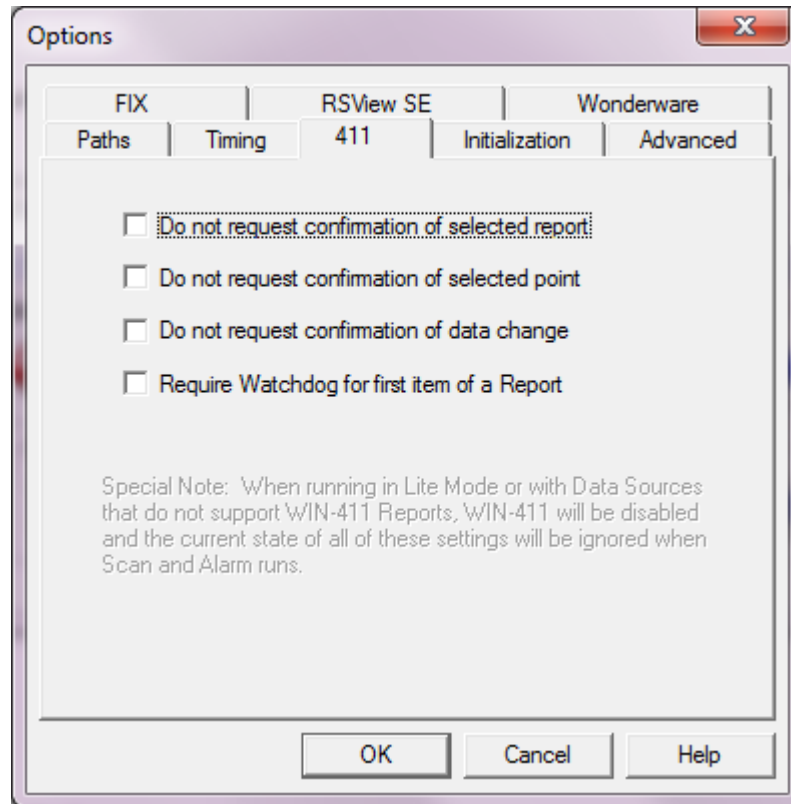 Options
FIX RSView SE Wonderware
Paths Timing 411 Initialization Advanced
Do not request confirmation of selected report
Do not request confirmation of selected point
Do not request confirmation of data change
Require Watchdog for first item of a Report
Special Note:  When running in Lite Mode or with Data Sources
that do not support WIN-411 Reports, WIN-411 will be disabled
and the current state of all of these settings will be ignored when
Scan and Alarm runs.
OK Cancel Help